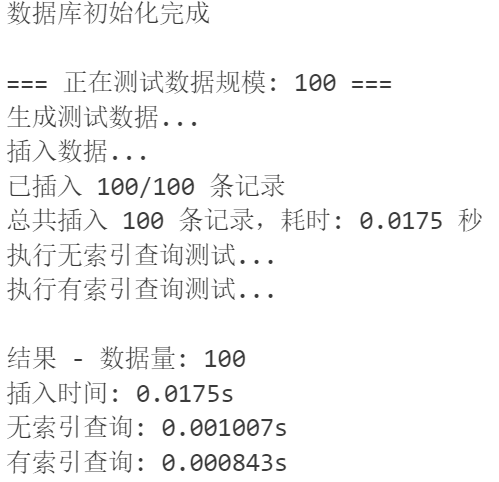 数据库初始化完成
=== 正在测试数据规模: 100 ===
生成测试数据...
插入数据...
已插入 100/100 条记录
总共插入 100 条记录，耗时: 0.0175 秒
执行无索引查询测试...
执行有索引查询测试...
结果 - 数据量: 100
插入时间: 0.0175s
无索引查询: 0.001007s
有索引查询: 0.000843s